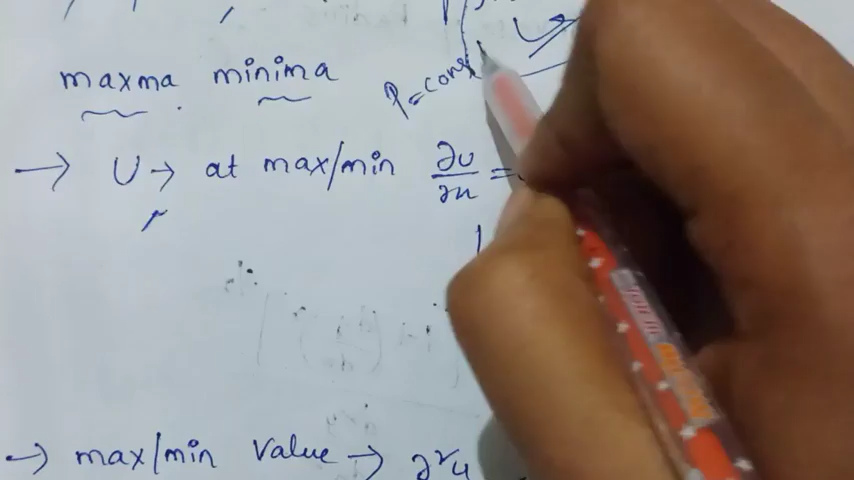 P = const
maxma minima
→ U → at max/min ∂u/∂x =
→ max/min value → ∂²u